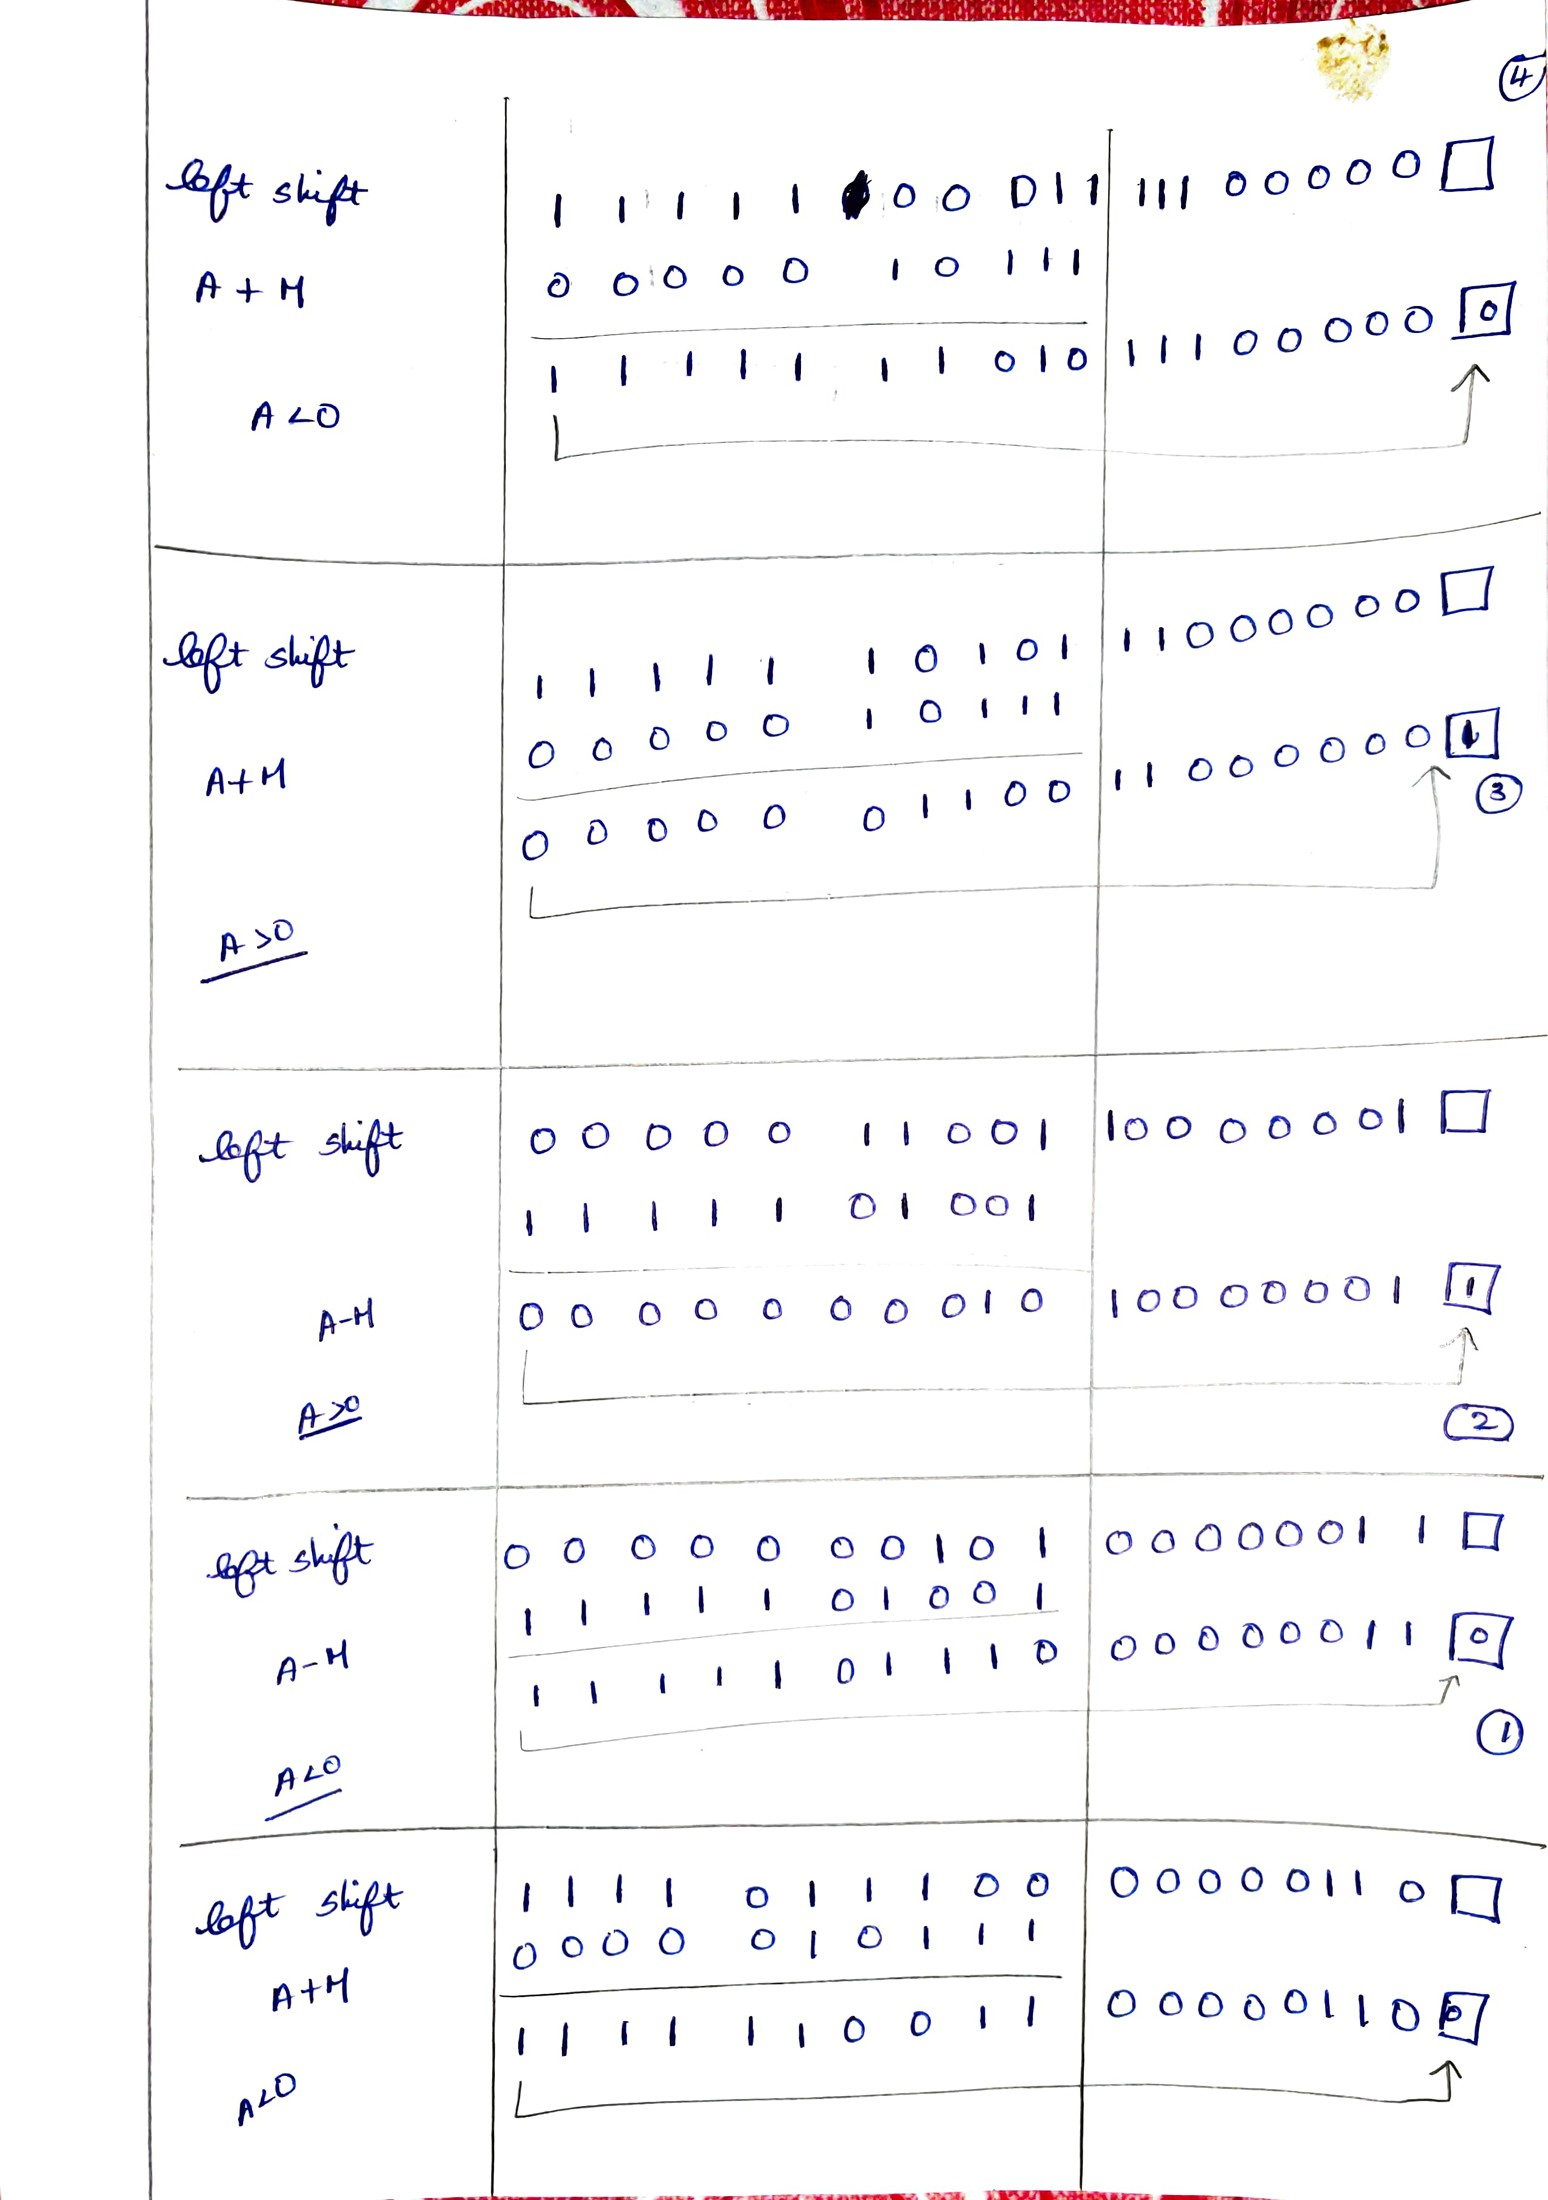 4
left shift 1 1 1 1 1 0 0 0 1 1 1 1 1 0 0 0 0 0
A + M 0 0 0 0 0 1 0 1 1 1
1 1 1 1 1 1 1 0 1 0 1 1 1 0 0 0 0 0 0
A < 0
left shift 1 1 1 1 1 1 0 1 0 1 1 1 0 0 0 0 0 0
0 0 0 0 0 1 0 1 1 1
A+M 0 0 0 0 0 0 1 1 0 0 1 1 0 0 0 0 0 0 1
3
A > 0
left shift 0 0 0 0 0 1 1 0 0 1 1 0 0 0 0 0 0 1
1 1 1 1 1 0 1 0 0 1
A-M 0 0 0 0 0 0 0 0 1 0 1 0 0 0 0 0 0 1 1
A > 0
2
left shift 0 0 0 0 0 0 0 1 0 1 0 0 0 0 0 0 1 1
1 1 1 1 1 0 1 0 0 1
A-M 1 1 1 1 1 0 1 1 1 0 0 0 0 0 0 0 1 1 0
1
A < 0
left shift 1 1 1 1 0 1 1 1 0 0 0 0 0 0 0 1 1 0
0 0 0 0 0 1 0 1 1 1
A+M
1 1 1 1 1 1 0 0 1 1 0 0 0 0 0 1 1 0 0
A < 0